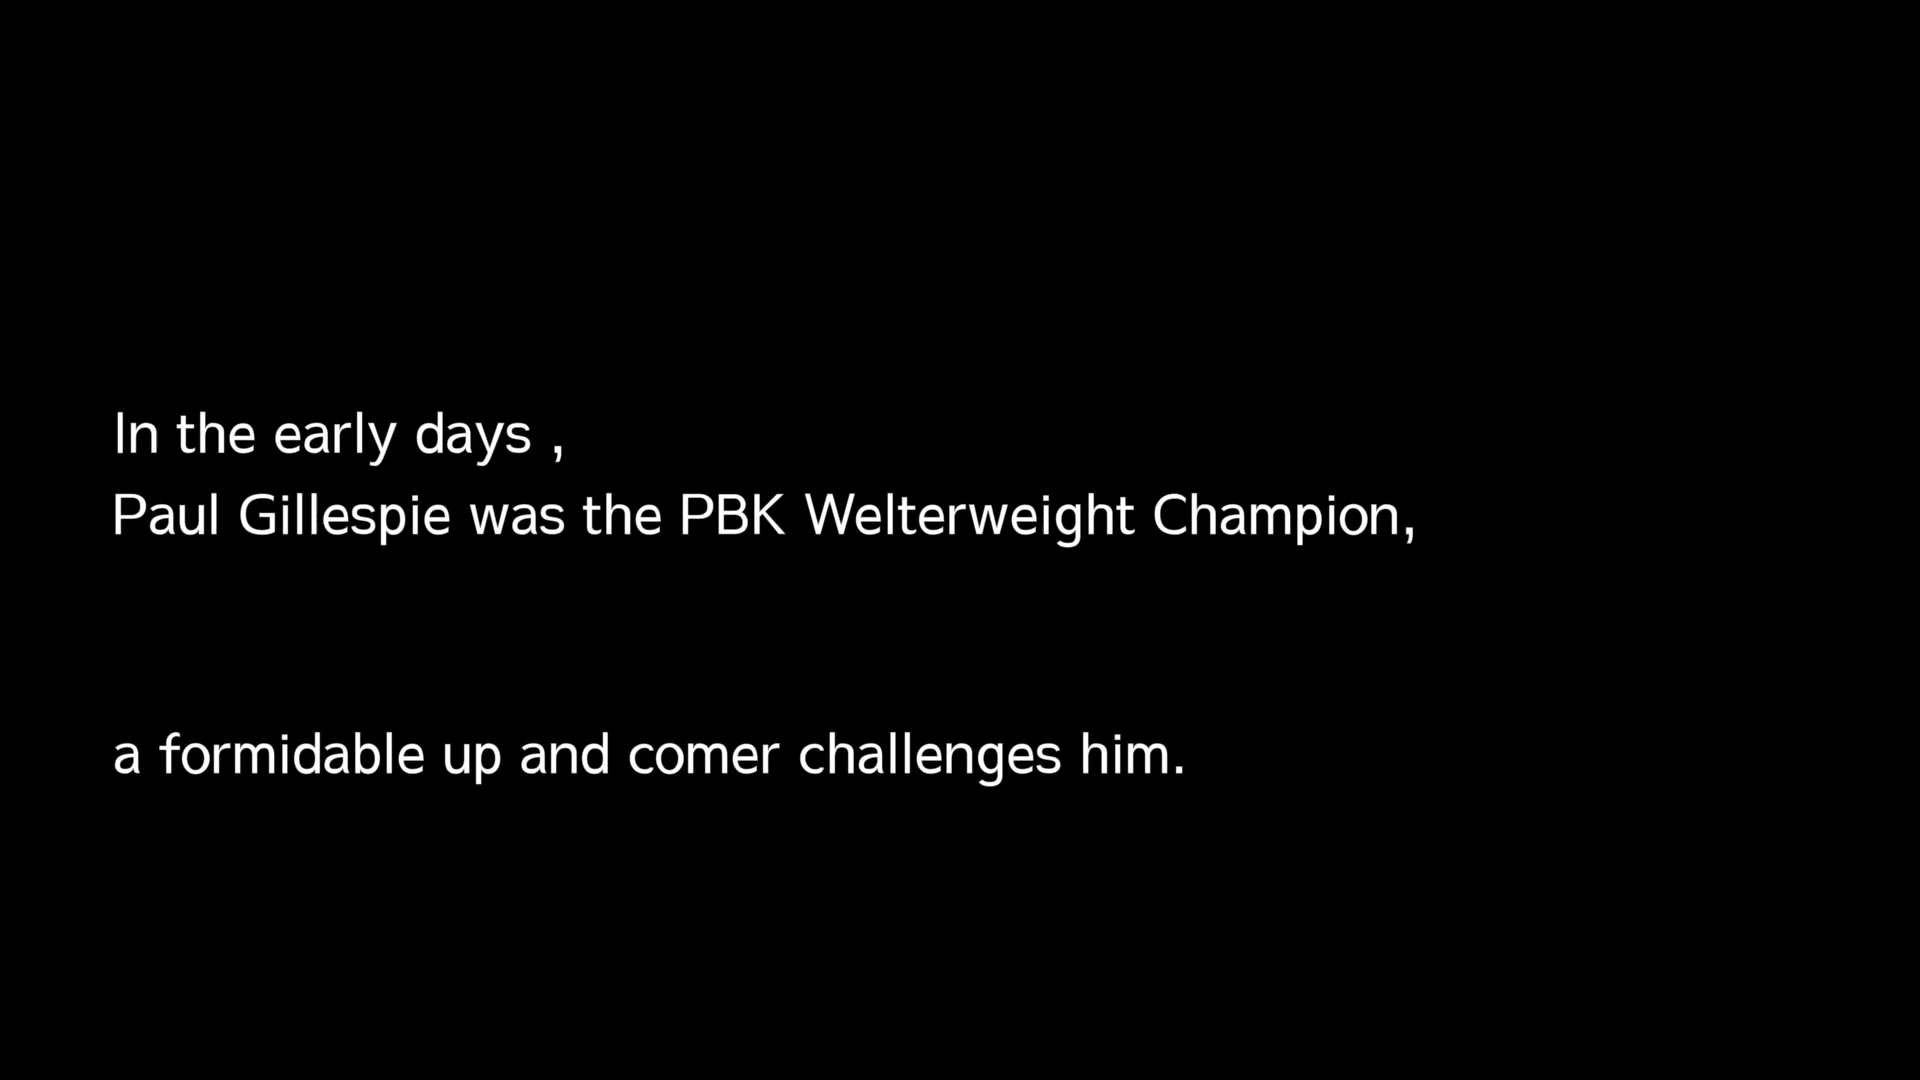 In the early days ,
Paul Gillespie was the PBK Welterweight Champion,
a formidable up and comer challenges him.